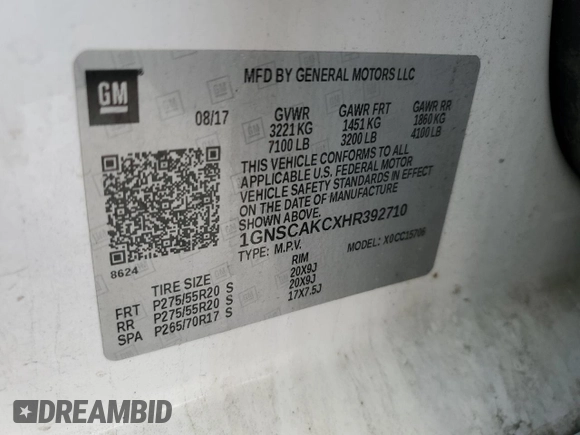 GM
MFD BY GENERAL MOTORS LLC
08/17 GVWR GAWR FRT GAWR RR
3221 KG 1451 KG 1860 KG
7100 LB 3200 LB 4100 LB
THIS VEHICLE CONFORMS TO ALL
APPLICABLE U.S. FEDERAL MOTOR
VEHICLE SAFETY STANDARDS IN EFFECT
ON THE DATE OF MANUFACTURE
SHOWN ABOVE.
1GNSCAKCXHR392710
TYPE: M.P.V. MODEL: X0CC15706
8624
TIRE SIZE RIM
FRT P275/55R20 S 20X9J
RR P275/55R20 S 20X9J
SPA P265/70R17 S 17X7.5J
DREAMBID